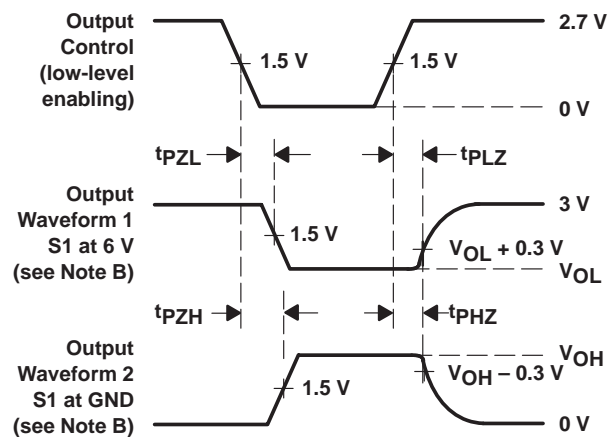 Output
Control
(low-level
enabling)
1.5 V
1.5 V
2.7 V
0 V
tPZL
tPLZ
Output
Waveform 1
S1 at 6 V
(see Note B)
1.5 V
3 V
VOL + 0.3 V
VOL
tPZH
tPHZ
Output
Waveform 2
S1 at GND
(see Note B)
1.5 V
VOH
VOH − 0.3 V
0 V